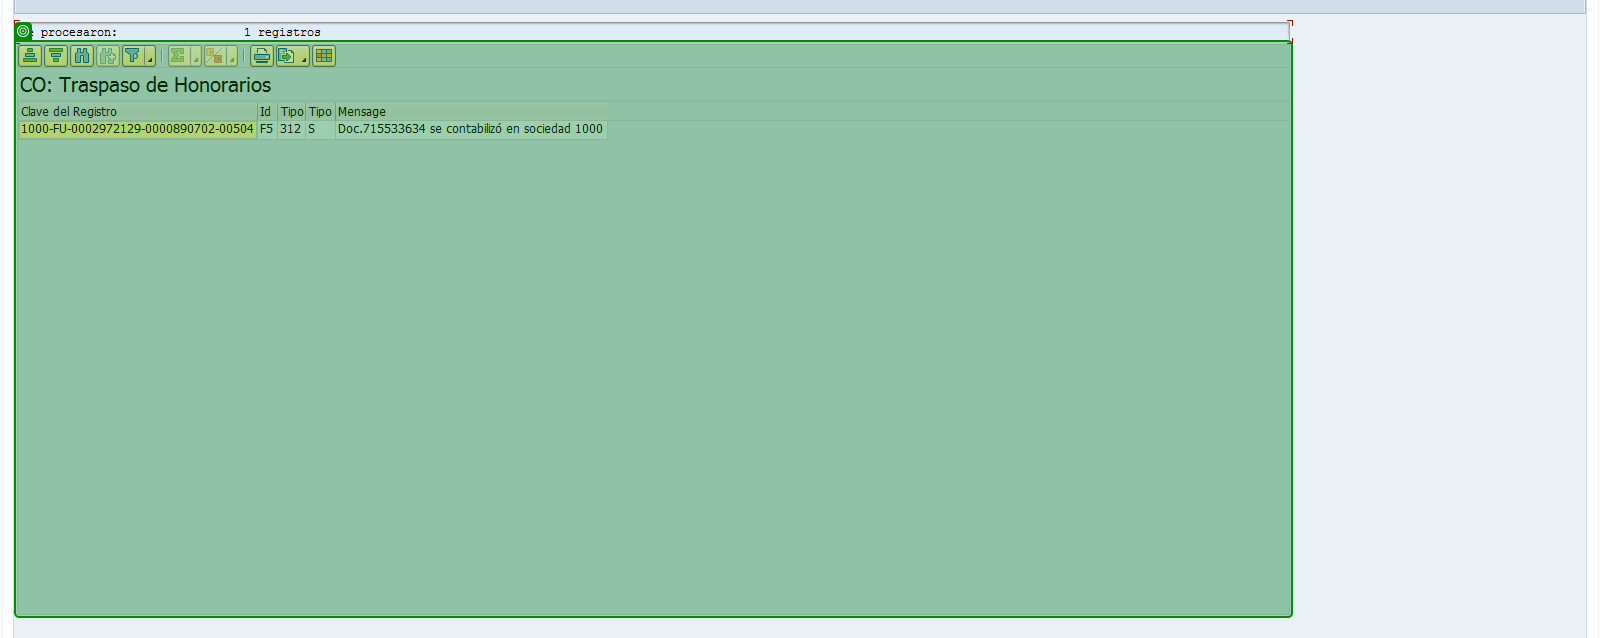 procesaron: 1 registros
CO: Traspaso de Honorarios
Clave del Registro Id Tipo Tipo Message
1000-FU-0002972129-0000890702-00504 F5 312 S Doc.715533634 se contabilizó en sociedad 1000